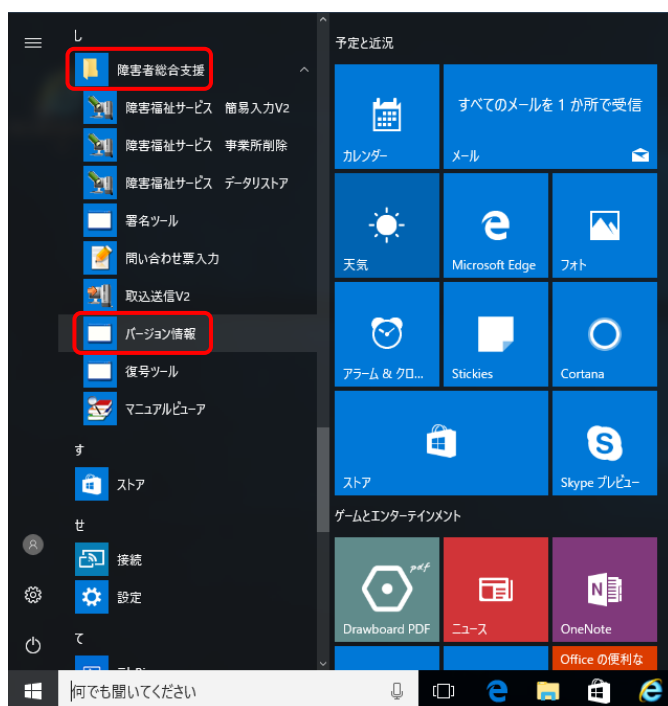 し
障害者総合支援
障害福祉サービス 簡易入力V2
障害福祉サービス 事業所削除
障害福祉サービス データリストア
署名ツール
問い合わせ票入力
取込送信V2
バージョン情報
復号ツール
マニュアルビューア
す
ストア
せ
接続
設定
て
何でも聞いてください
予定と近況
カレンダー
すべてのメールを 1 か所で受信
メール
天気
Microsoft Edge
フォト
アラーム & クロ...
Stickies
Cortana
ストア
Skype プレビュー
ゲームとエンターテインメント
Drawboard PDF
ニュース
OneNote
Office の便利な